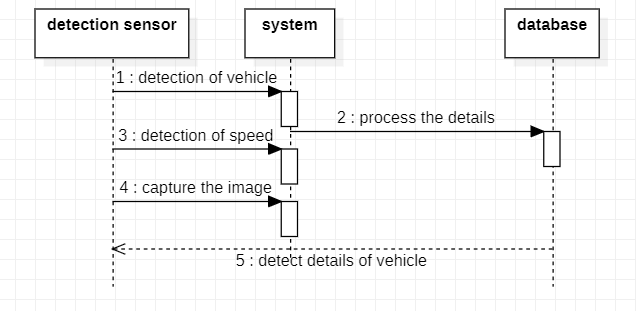 detection sensor
system
database
1 : detection of vehicle
2 : process the details
3 : detection of speed
4 : capture the image
5 : detect details of vehicle